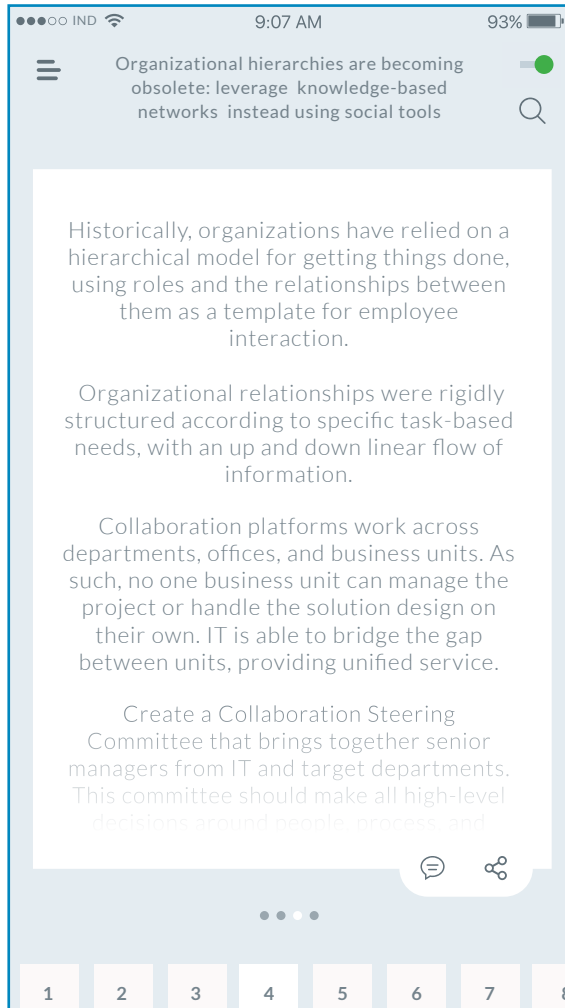 IND 9:07 AM 93%
Organizational hierarchies are becoming
obsolete: leverage knowledge-based
networks instead using social tools
Historically, organizations have relied on a
hierarchical model for getting things done,
using roles and the relationships between
them as a template for employee
interaction.
Organizational relationships were rigidly
structured according to specific task-based
needs, with an up and down linear flow of
information.
Collaboration platforms work across
departments, offices, and business units. As
such, no one business unit can manage the
project or handle the solution design on
their own. IT is able to bridge the gap
between units, providing unified service.
Create a Collaboration Steering
Committee that brings together senior
managers from IT and target departments.
This committee should make all high-level
decisions around people, process, and
1 2 3 4 5 6 7 8